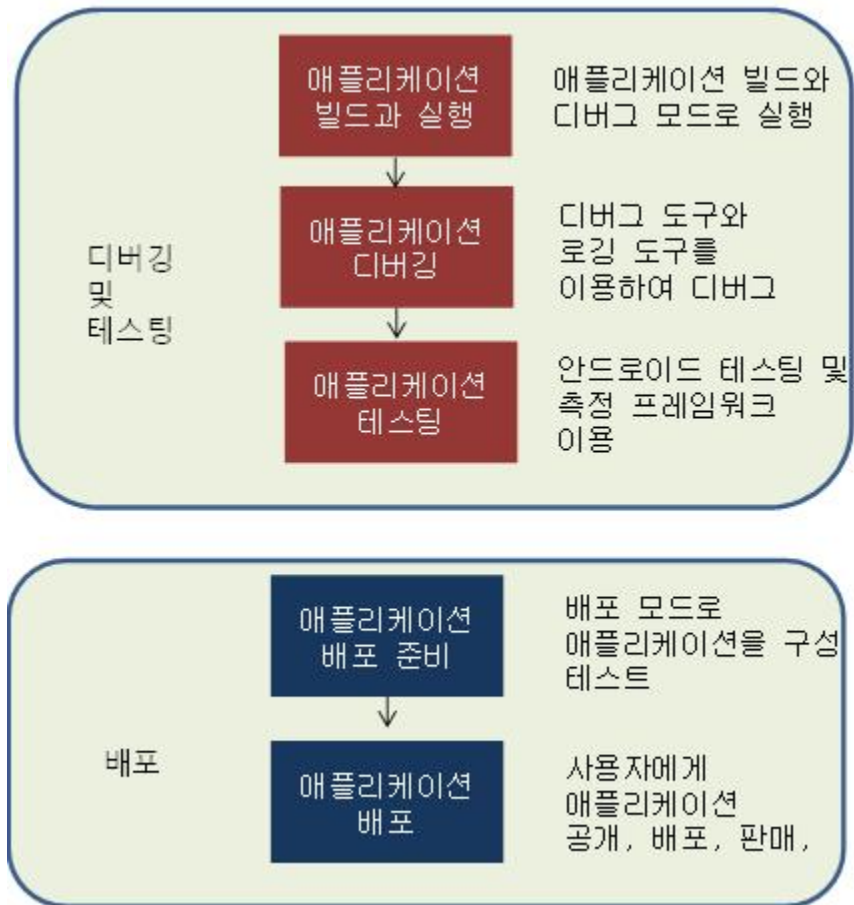 애플리케이션
빌드과 실행
애플리케이션 빌드와
디버그 모드로 실행
디버깅
및
테스팅
애플리케이션
디버깅
디버그 도구와
로깅 도구를
이용하여 디버그
애플리케이션
테스팅
안드로이드 테스팅 및
측정 프레임워크
이용
배포
애플리케이션
배포 준비
배포 모드로
애플리케이션을 구성
테스트
애플리케이션
배포
사용자에게
애플리케이션
공개, 배포, 판매,